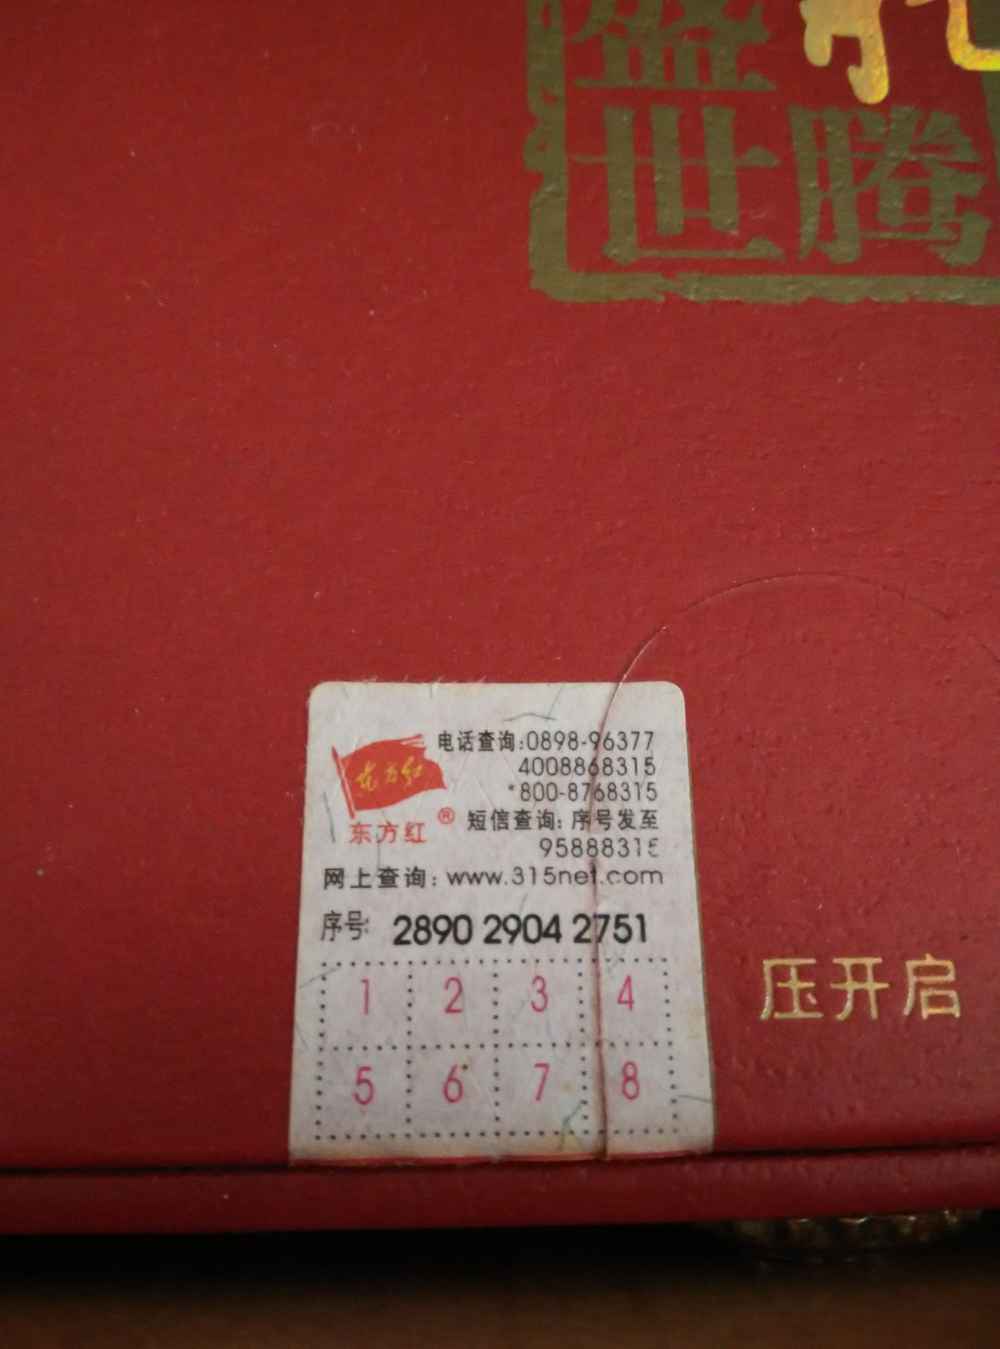 盛
世腾
电话查询:0898-96377
4008868315
*800-8768315
东方红
东方红®
短信查询: 序号发至
95888315
网上查询: www.315net.com
序号: 2890 2904 2751
1 2 3 4
5 6 7 8
压开启